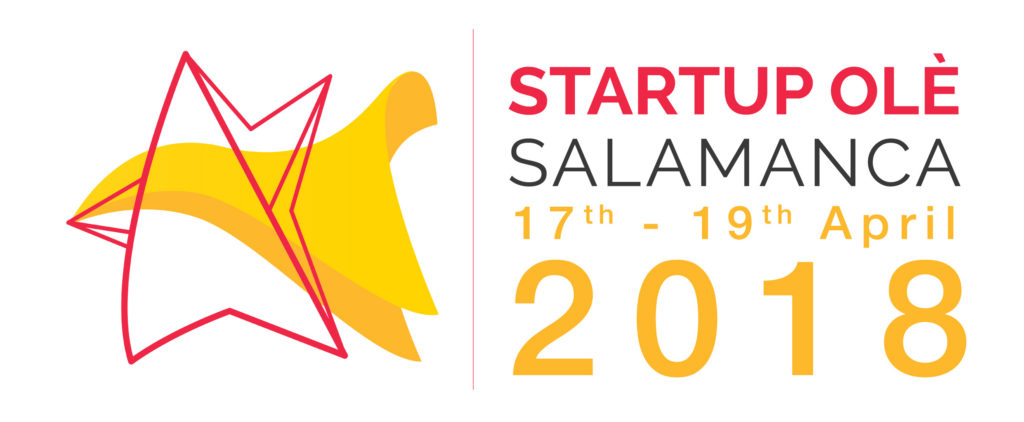 STARTUP OLÈ
SALAMANCA
17th - 19th April
2018